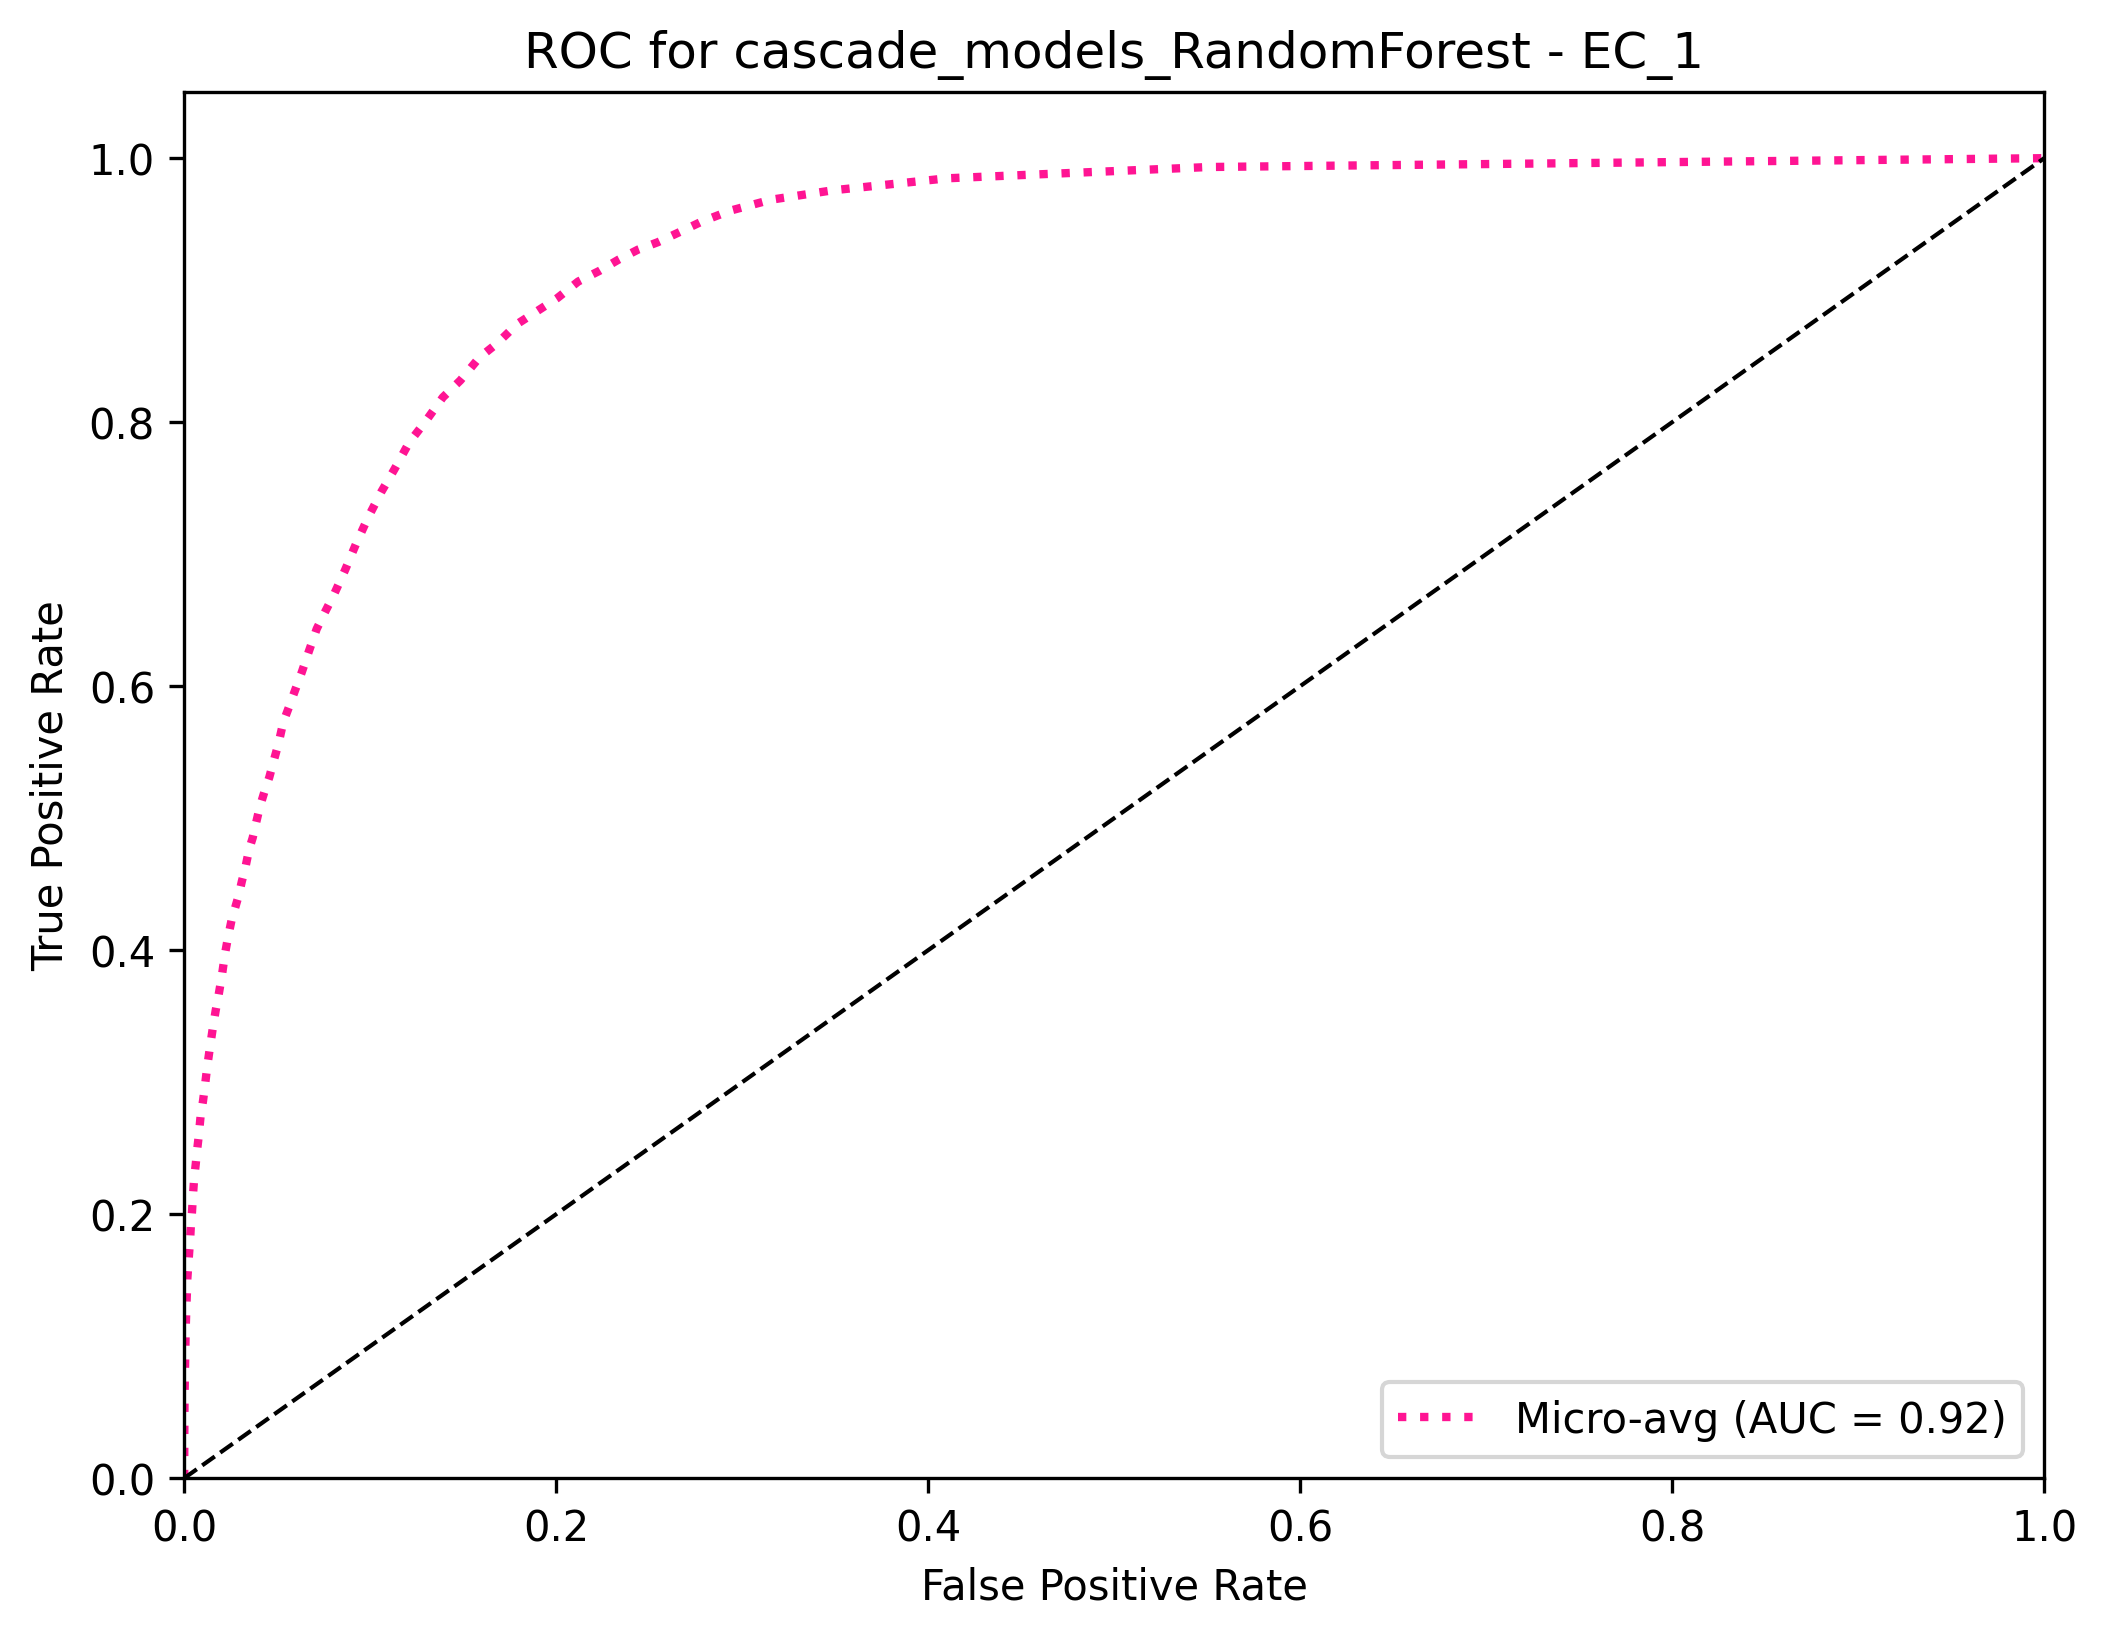 ROC for cascade_models_RandomForest - EC_1
True Positive Rate
1.0
0.8
0.6
0.4
0.2
0.0
0.0 0.2 0.4 0.6 0.8 1.0
False Positive Rate
Micro-avg (AUC = 0.92)